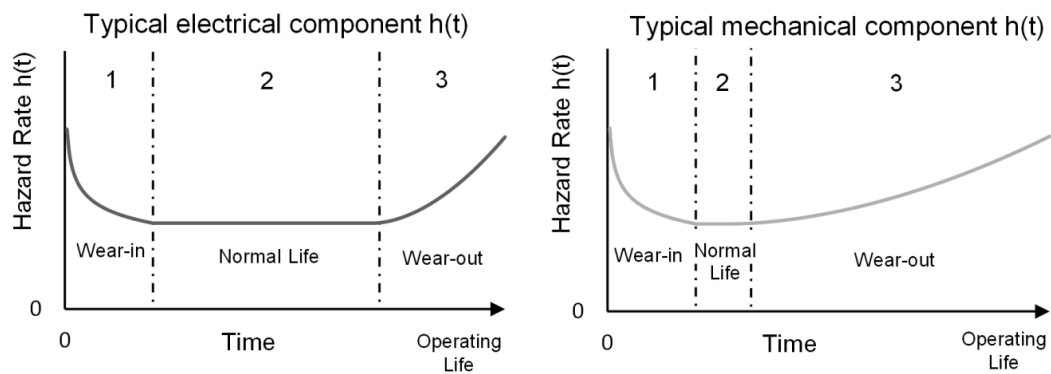 Typical electrical component h(t)
Hazard Rate h(t)
1
2
3
Wear-in
Normal Life
Wear-out
0
0
Time
Operating
Life
Typical mechanical component h(t)
Hazard Rate h(t)
1
2
3
Wear-in
Normal
Life
Wear-out
0
0
Time
Operating
Life